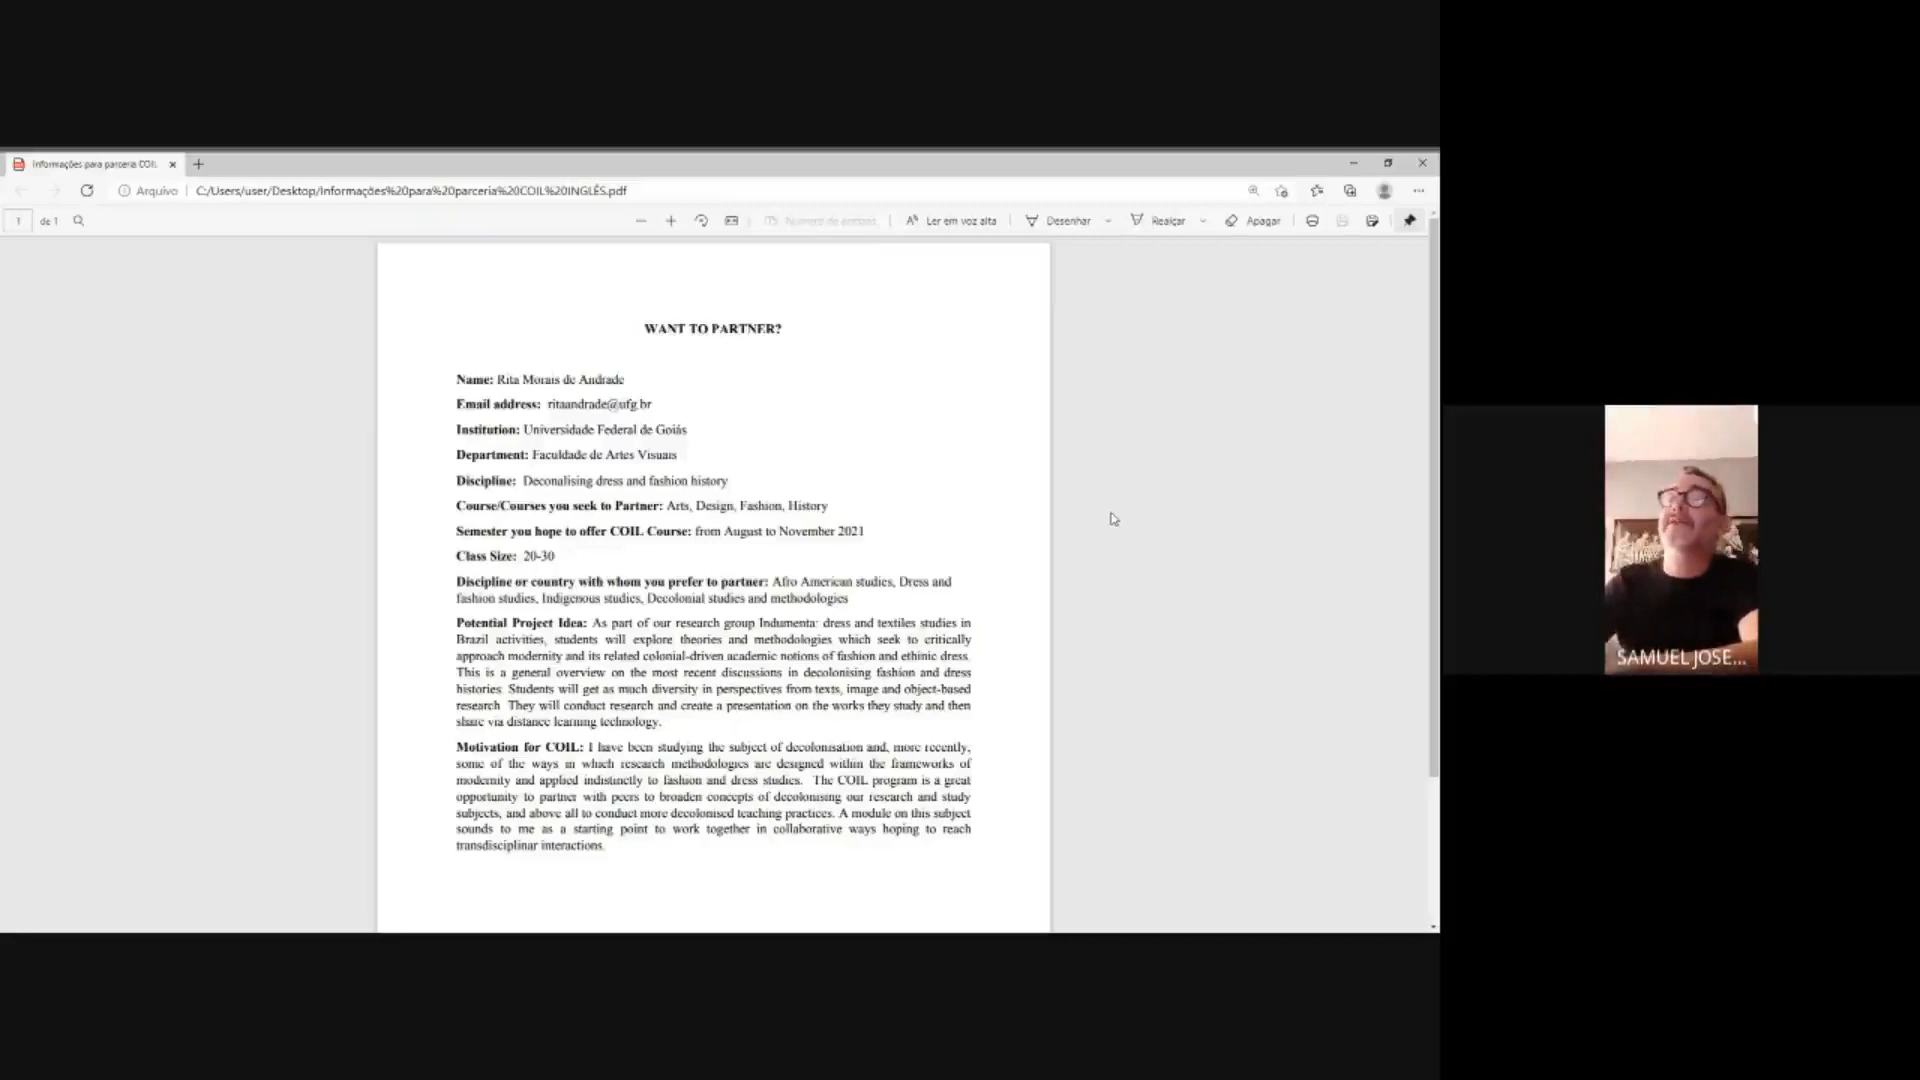 Informações para parceria COIL
Arquivo C:/Users/user/Desktop/Informações%20para%20parceria%20COIL%20INGLÊS.pdf
1 de 1 Ler em voz alta Desenhar Realçar Apagar
WANT TO PARTNER?
Name: Rita Morais de Andrade
Email address: ritaandrade@ufg.br
Institution: Universidade Federal de Goiás
Department: Faculdade de Artes Visuais
Discipline: Deconalising dress and fashion history
Course/Courses you seek to Partner: Arts, Design, Fashion, History
Semester you hope to offer COIL Course: from August to November 2021
Class Size: 20-30
Discipline or country with whom you prefer to partner: Afro American studies, Dress and
fashion studies, Indigenous studies, Decolonial studies and methodologies
Potential Project Idea: As part of our research group Indumenta: dress and textiles studies in
Brazil activities, students will explore theories and methodologies which seek to critically
approach modernity and its related colonial-driven academic notions of fashion and ethinic dress.
This is a general overview on the most recent discussions in decolonising fashion and dress
histories. Students will get as much diversity in perspectives from texts, image and object-based
research. They will conduct research and create a presentation on the works they study and then
share via distance learning technology.
Motivation for COIL: I have been studying the subject of decolonisation and, more recently,
some of the ways in which research methodologies are designed within the frameworks of
modernity and applied indistinctly to fashion and dress studies. The COIL program is a great
opportunity to partner with peers to broaden concepts of decolonising our research and study
subjects, and above all to conduct more decolonised teaching practices. A module on this subject
sounds to me as a starting point to work together in collaborative ways hoping to reach
transdisciplinar interactions.
SAMUEL JOSE...